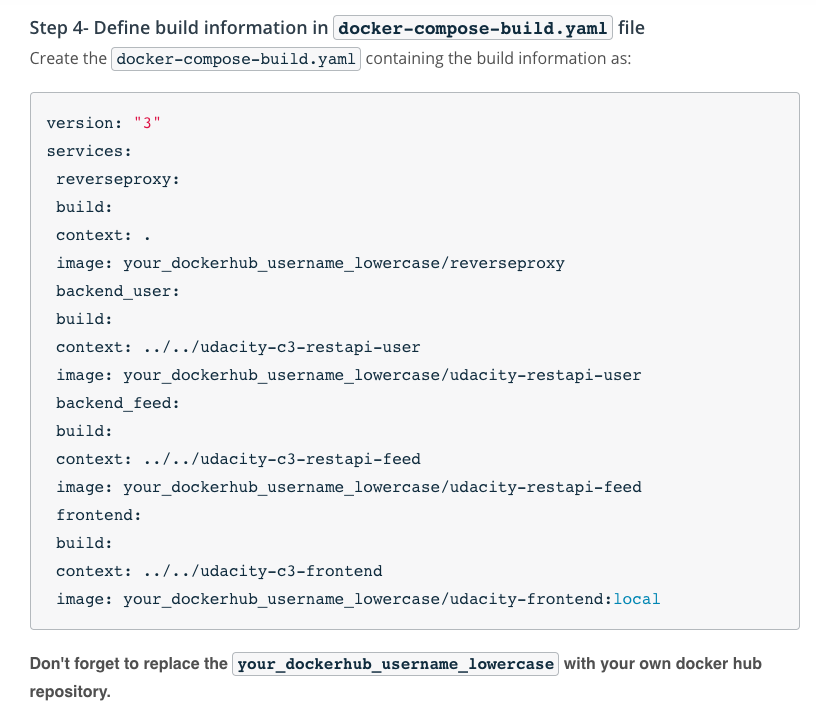 Step 4- Define build information in docker-compose-build.yaml file
Create the docker-compose-build.yaml containing the build information as:
version: "3"
services:
 reverseproxy:
 build:
 context: .
 image: your_dockerhub_username_lowercase/reverseproxy
 backend_user:
 build:
 context: ../../udacity-c3-restapi-user
 image: your_dockerhub_username_lowercase/udacity-restapi-user
 backend_feed:
 build:
 context: ../../udacity-c3-restapi-feed
 image: your_dockerhub_username_lowercase/udacity-restapi-feed
 frontend:
 build:
 context: ../../udacity-c3-frontend
 image: your_dockerhub_username_lowercase/udacity-frontend:local
Don't forget to replace the your_dockerhub_username_lowercase with your own docker hub
repository.